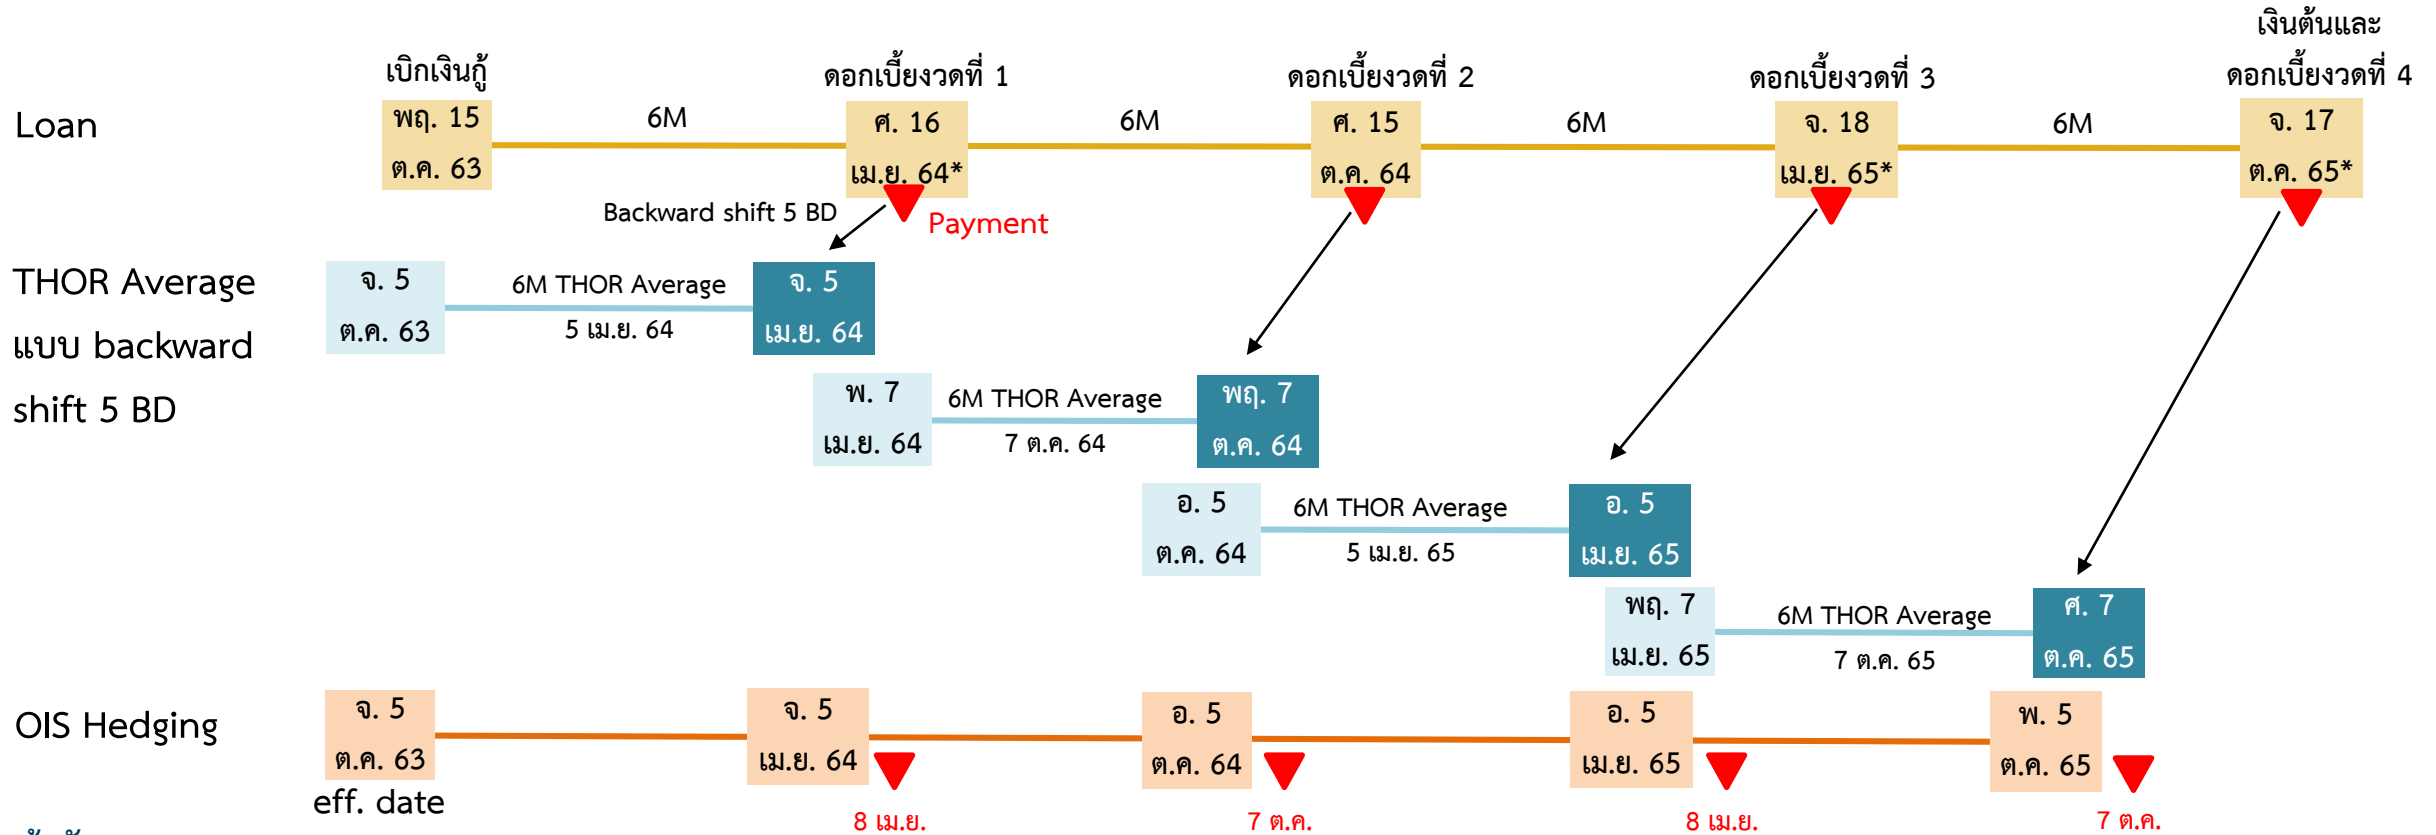 เงินต้นและ
เบิกเงินกู้
ดอกเบี้ยงวดที่ 1
ดอกเบี้ยงวดที่ 2
ดอกเบี้ยงวดที่ 3
ดอกเบี้ยงวดที่ 4
Loan
พฤ. 15
ต.ค. 63
6M
ศ. 16
เม.ย. 64*
6M
ศ. 15
ต.ค. 64
6M
จ. 18
เม.ย. 65*
6M
จ. 17
ต.ค. 65*
Backward shift 5 BD
Payment
THOR Average
แบบ backward
shift 5 BD
จ. 5
ต.ค. 63
6M THOR Average
5 เม.ย. 64
จ. 5
เม.ย. 64
พ. 7
เม.ย. 64
6M THOR Average
7 ต.ค. 64
พฤ. 7
ต.ค. 64
อ. 5
ต.ค. 64
6M THOR Average
5 เม.ย. 65
อ. 5
เม.ย. 65
พฤ. 7
เม.ย. 65
6M THOR Average
7 ต.ค. 65
ศ. 7
ต.ค. 65
OIS Hedging
จ. 5
ต.ค. 63
eff. date
จ. 5
เม.ย. 64
8 เม.ย.
อ. 5
ต.ค. 64
7 ต.ค.
อ. 5
เม.ย. 65
8 เม.ย.
พ. 5
ต.ค. 65
7 ต.ค.